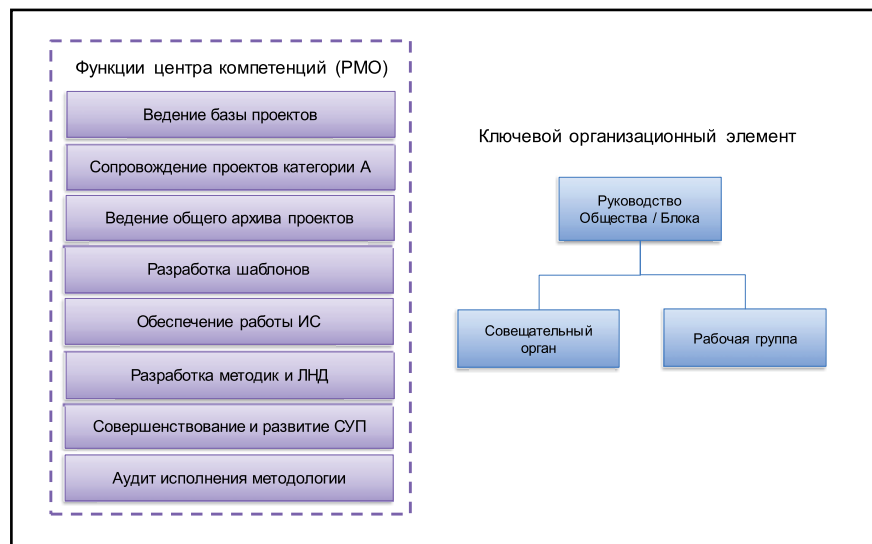 Функции центра компетенций (PMO)
Ведение базы проектов
Сопровождение проектов категории А
Ведение общего архива проектов
Разработка шаблонов
Обеспечение работы ИС
Разработка методик и ЛНД
Совершенствование и развитие СУП
Аудит исполнения методологии
Ключевой организационный элемент
Руководство
Общества / Блока
Совещательный
орган
Рабочая группа